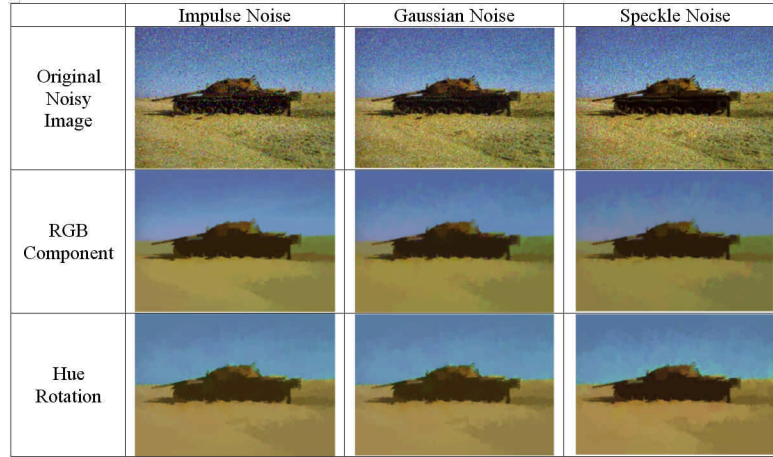 Impulse Noise
Gaussian Noise
Speckle Noise
Original
Noisy
Image
RGB
Component
Hue
Rotation